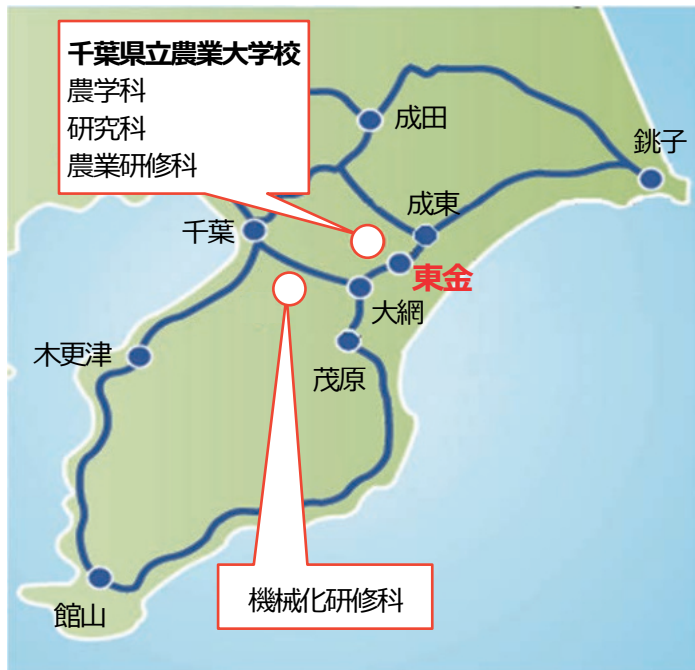 千葉県立農業大学校
農学科
研究科
農業研修科
成田
銚子
成東
千葉
東金
大網
木更津
茂原
機械化研修科
館山